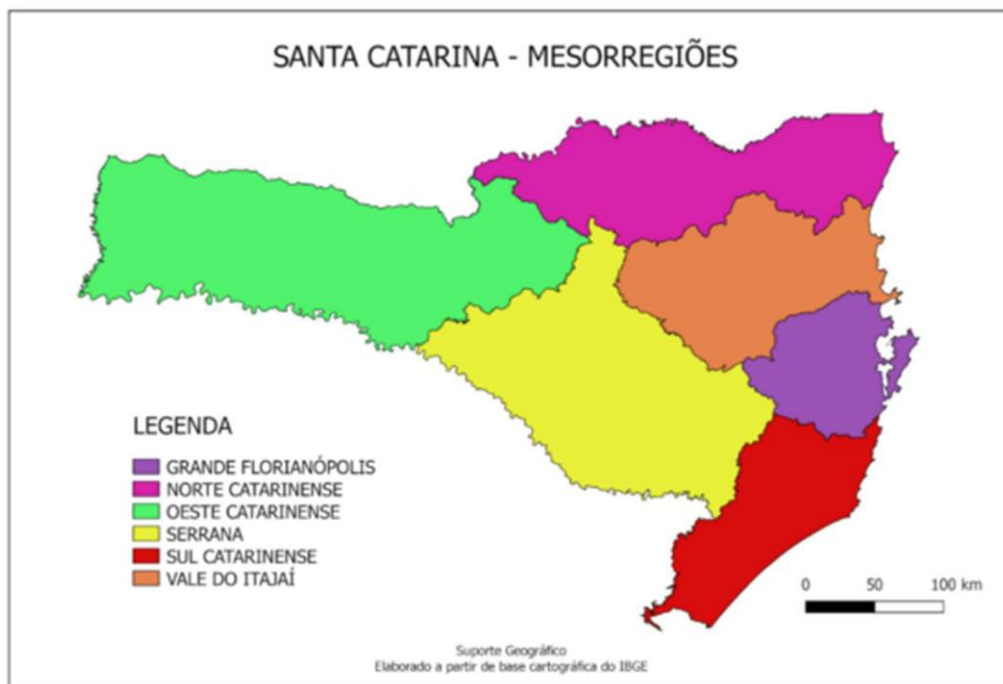 SANTA CATARINA - MESORREGIÕES
LEGENDA
GRANDE FLORIANÓPOLIS
NORTE CATARINENSE
OESTE CATARINENSE
SERRANA
SUL CATARINENSE
VALE DO ITAJAÍ
0 50 100 km
Suporte Geográfico
Elaborado a partir de base cartográfica do IBGE